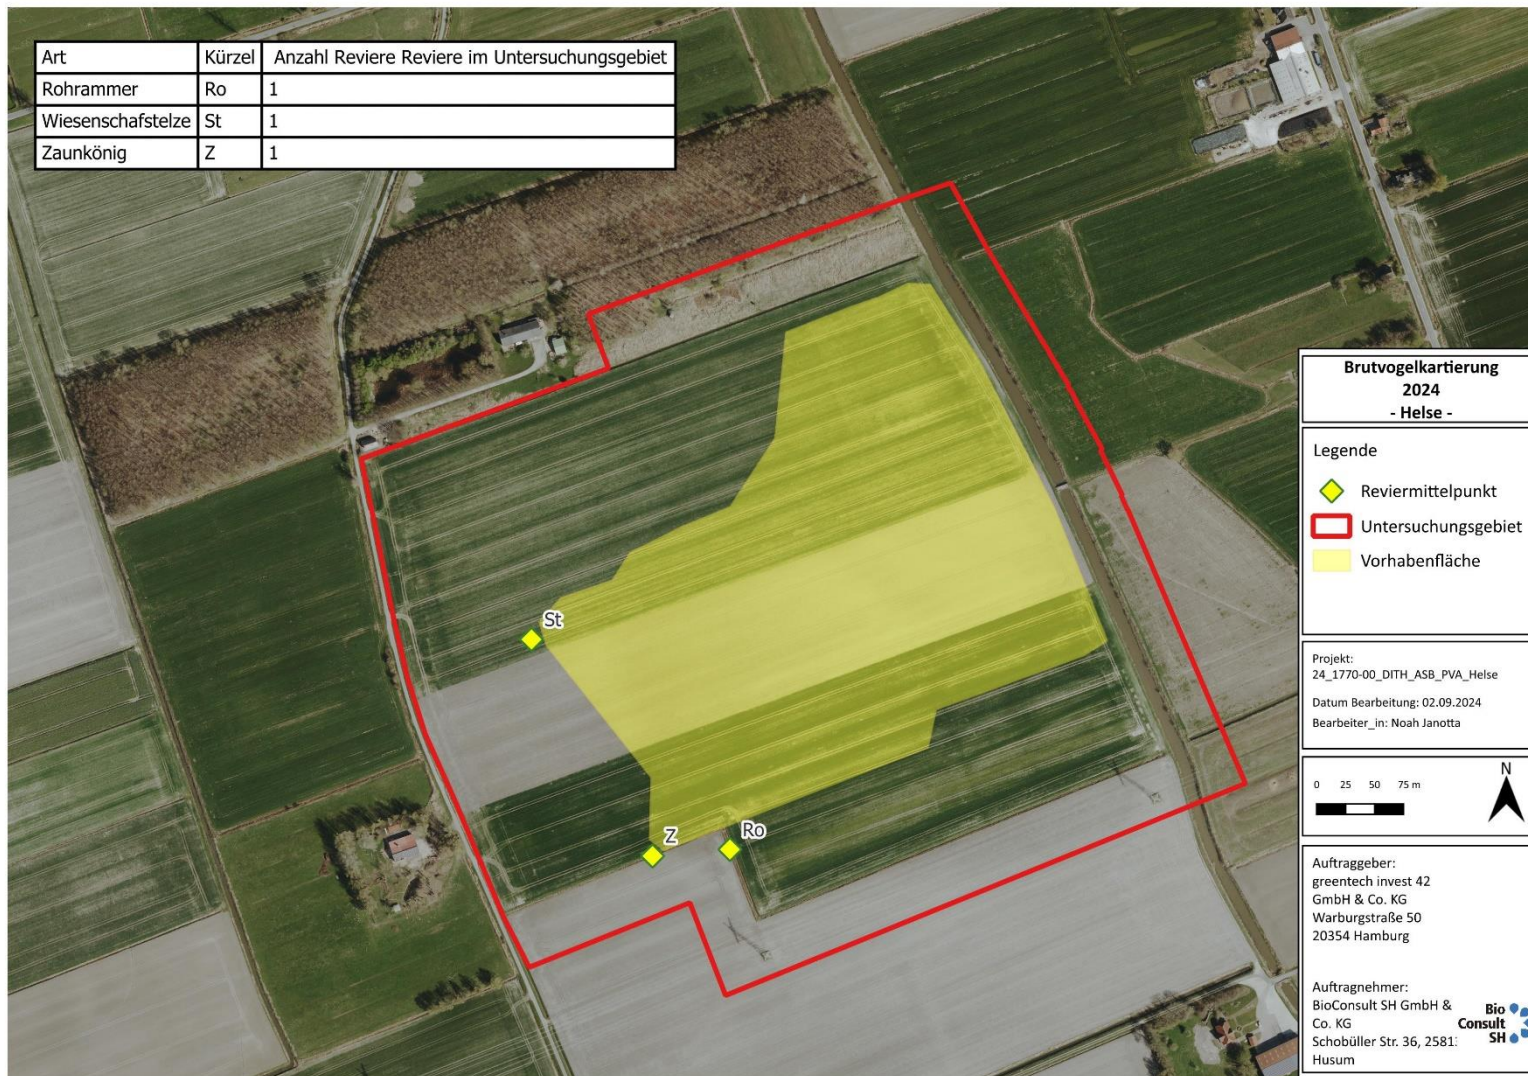 Art Kürzel Anzahl Reviere Reviere im Untersuchungsgebiet
Rohrammer Ro 1
Wiesenschafstelze St 1
Zaunkönig Z 1
St
Z
Ro
Brutvogelkartierung
2024
- Helse -
Legende
Reviermittelpunkt
Untersuchungsgebiet
Vorhabenfläche
Projekt:
24_1770-00_DITH_ASB_PVA_Helse
Datum Bearbeitung: 02.09.2024
Bearbeiter_in: Noah Janotta
0 25 50 75 m
N
Auftraggeber:
greentech invest 42
GmbH & Co. KG
Warburgstraße 50
20354 Hamburg
Auftragnehmer:
BioConsult SH GmbH &
Co. KG
Schobüller Str. 36,
Husum
Bio
Consult
SH